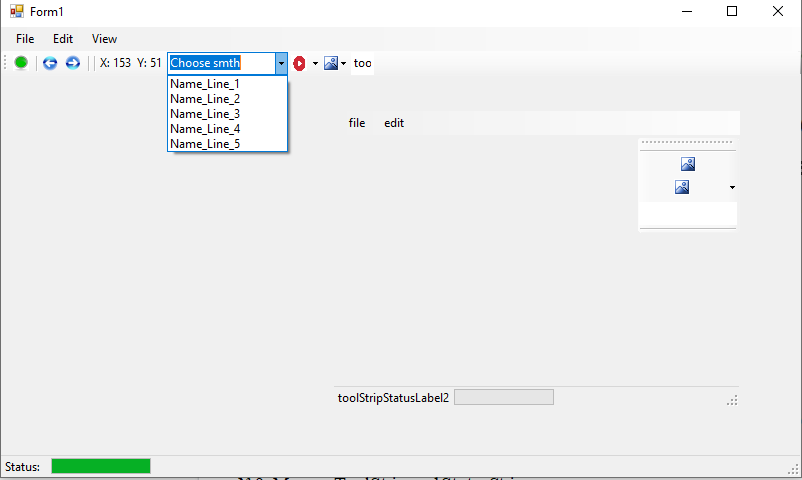 Form1
File Edit View
X: 153 Y: 51 Choose smth too
Name_Line_1
Name_Line_2
Name_Line_3
Name_Line_4
Name_Line_5
file edit
toolStripStatusLabel2
Status: